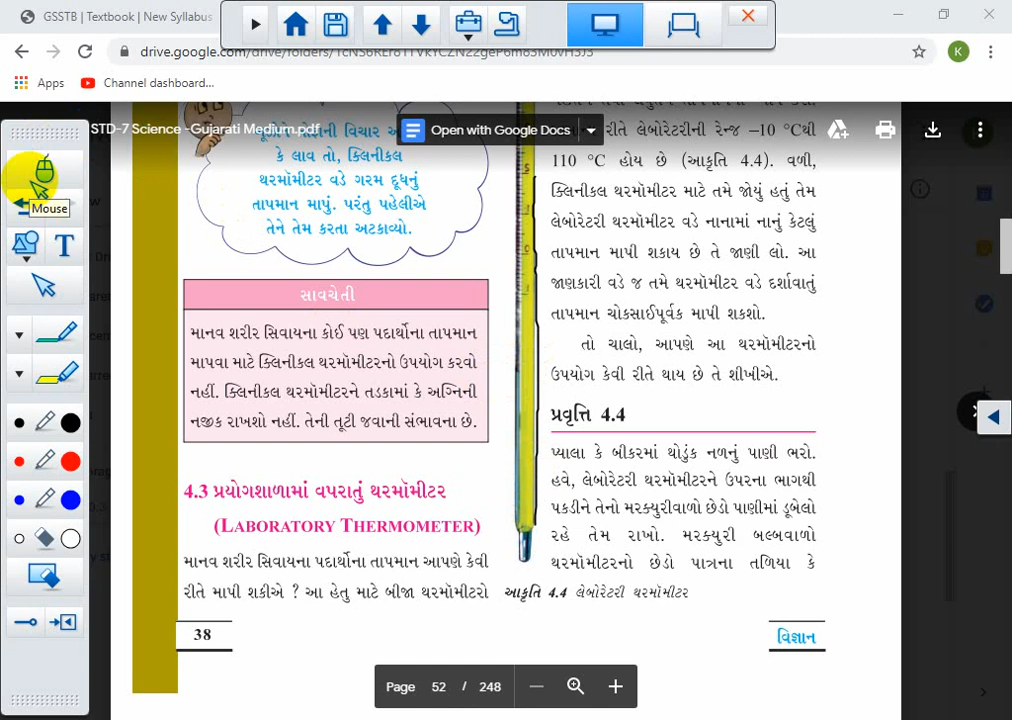 GSSTB | Textbook | New Syllabus
drive.google.com/drive/folders/
Apps
Channel dashboard...
K
STD-7 Science -Gujarati Medium.pdf
Open with Google Docs
Mouse
T
કે લાવ તો, ક્લિનીકલ
થરમૉમીટર વડે ગરમ દૂધનું
તાપમાન માપું. પરંતુ પહેલીએ
તેને તેમ કરતા અટકાવ્યો.
સાવચેતી
માનવ શરીર સિવાયના કોઈ પણ પદાર્થોના તાપમાન
માપવા માટે ક્લિનીકલ થરમૉમીટરનો ઉપયોગ કરવો
નહીં. ક્લિનીકલ થરમૉમીટરને તડકામાં કે અગ્નિની
નજીક રાખશો નહીં. તેની તૂટી જવાની સંભાવના છે.
4.3 પ્રયોગશાળામાં વપરાતું થરમૉમીટર
(LABORATORY THERMOMETER)
માનવ શરીર સિવાયના પદાર્થોના તાપમાન આપણે કેવી
રીતે માપી શકીએ ? આ હેતુ માટે બીજા થરમૉમીટરો
38
રીતે લેબોરેટરીની રેન્જ –10 °Cથી
110 °C હોય છે (આકૃતિ 4.4). વળી,
ક્લિનીકલ થરમૉમીટર માટે તમે જોયું હતું તેમ
લેબોરેટરી થરમૉમીટર વડે નાનામાં નાનું કેટલું
તાપમાન માપી શકાય છે તે જાણી લો. આ
જાણકારી વડે જ તમે થરમૉમીટર વડે દર્શાવાતું
તાપમાન ચોકસાઈપૂર્વક માપી શકશો.
તો ચાલો, આપણે આ થરમૉમીટરનો
ઉપયોગ કેવી રીતે થાય છે તે શીખીએ.
પ્રવૃત્તિ 4.4
પ્યાલા કે બીકરમાં થોડુંક નળનું પાણી ભરો.
હવે, લેબોરેટરી થરમૉમીટરને ઉપરના ભાગથી
પકડીને તેનો મરક્યુરીવાળો છેડો પાણીમાં ડૂબેલો
રહે તેમ રાખો. મરક્યુરી બલ્બવાળો
થરમૉમીટરનો છેડો પાત્રના તળિયા કે
આકૃતિ 4.4 લેબોરેટરી થરમૉમીટર
વિજ્ઞાન
Page 52 / 248